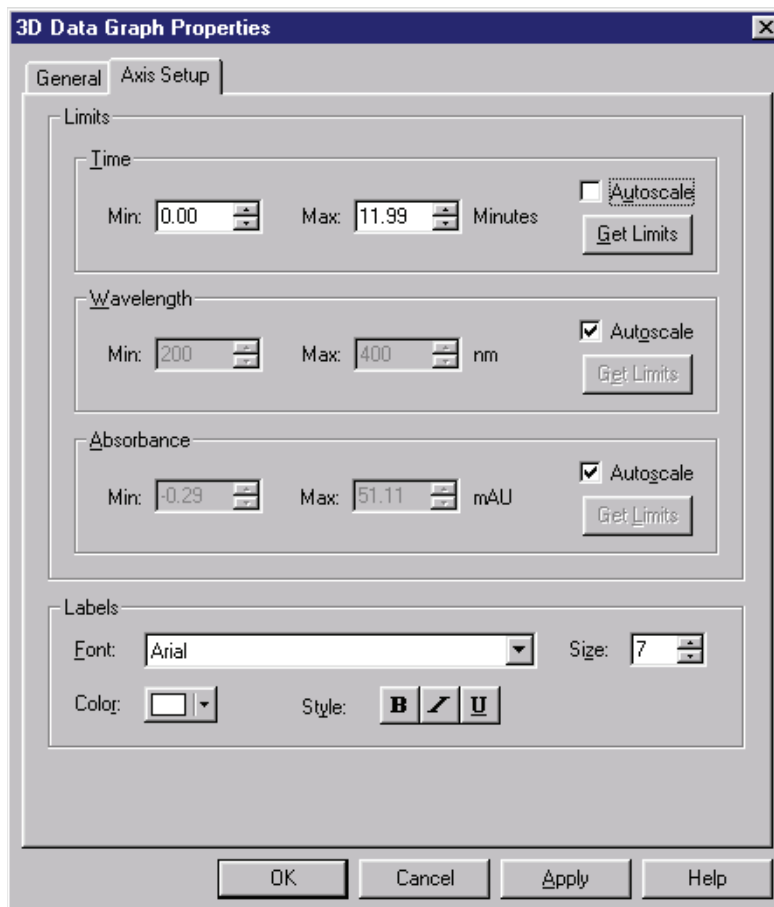 3D Data Graph Properties
General Axis Setup
Limits
Time
Autoscale
Min: 0.00 Max: 11.99 Minutes
Get Limits
Wavelength
Autoscale
Min: 200 Max: 400 nm
Get Limits
Absorbance
Autoscale
Min: -0.29 Max: 51.11 mAU
Get Limits
Labels
Font: Arial Size: 7
Color: Style: B I U
OK Cancel Apply Help